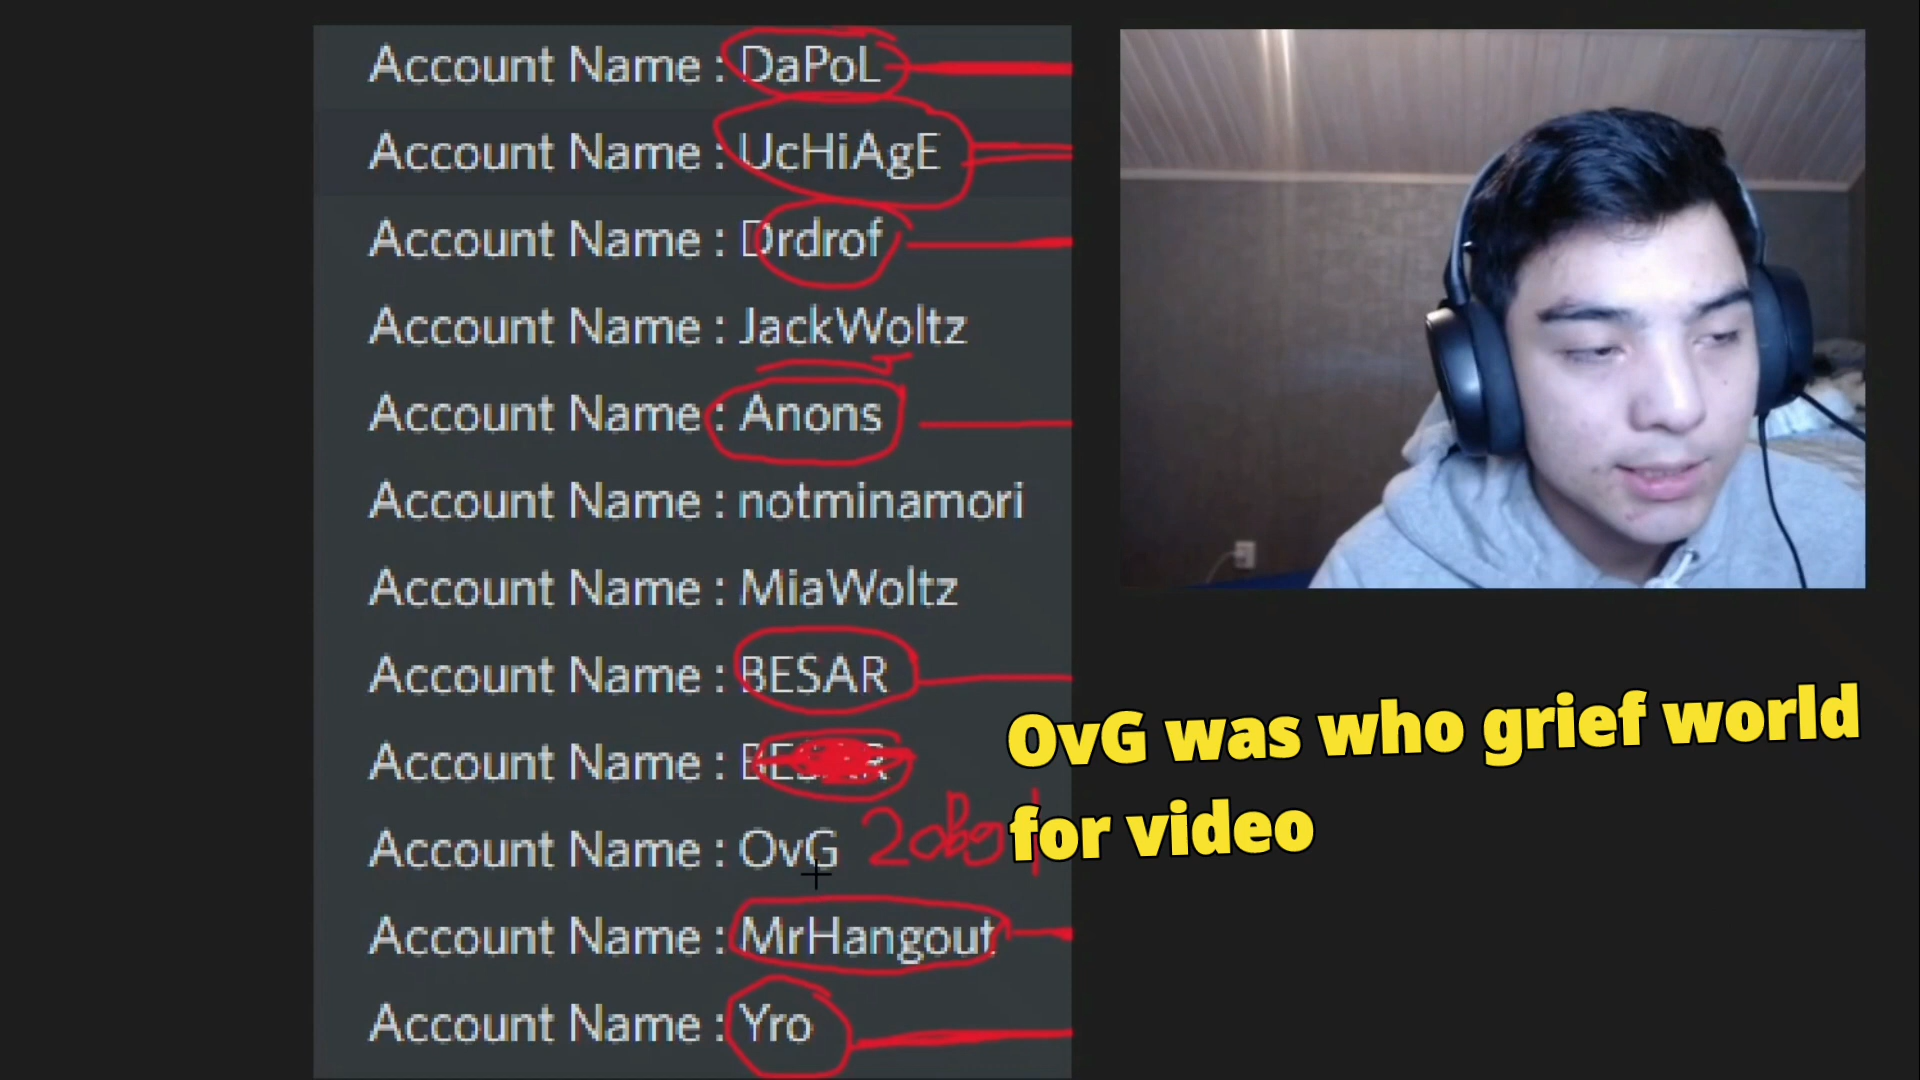 Account Name : DaPoL
Account Name : UcHiAgE
Account Name : Drdrof
Account Name : JackWoltz
Account Name : Anons
Account Name : notminamori
Account Name : MiaWoltz
Account Name : BESAR
Account Name : BESAR
Account Name : OvG
Account Name : MrHangout
Account Name : Yro
OvG was who grief world
for video